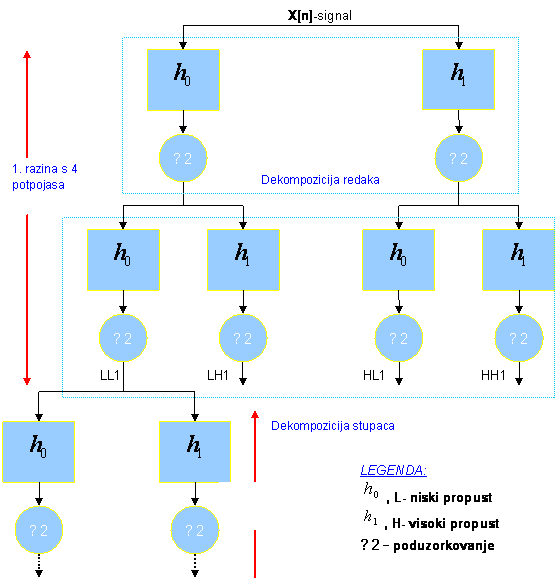 X[n]-signal
h0 h1
? 2 ? 2
1. razina s 4
potpojasa
Dekompozicija redaka
h0 h1 h0 h1
? 2 ? 2 ? 2 ? 2
LL1 LH1 HL1 HH1
h0 h1
Dekompozicija stupaca
? 2 ? 2
LEGENDA:
h0 , L- niski propust
h1 , H- visoki propust
? 2 – poduzorkovanje